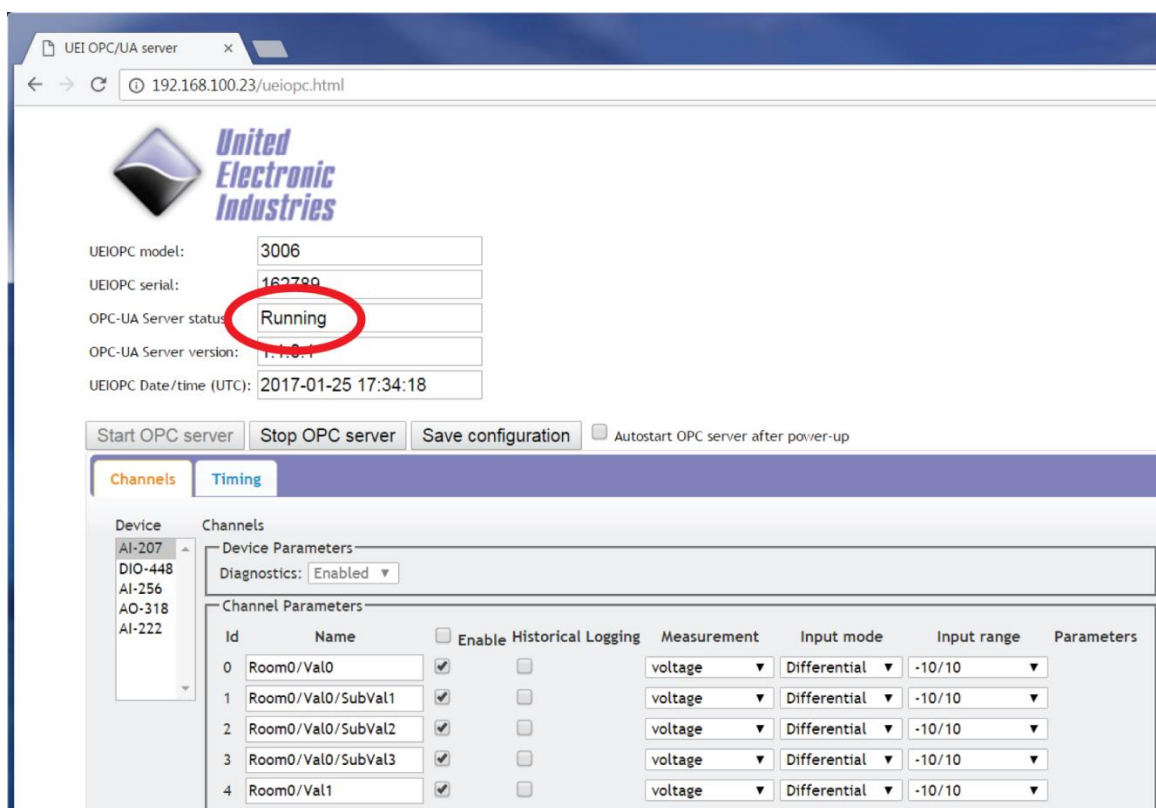 UEI OPC/UA server
192.168.100.23/ueiopc.html
United
Electronic
Industries
UEIOPC model: 3006
UEIOPC serial: 162789
OPC-UA Server status Running
OPC-UA Server version:
UEIOPC Date/time (UTC): 2017-01-25 17:34:18
Start OPC server Stop OPC server Save configuration Autostart OPC server after power-up
Channels Timing
Device Channels
AI-207
DIO-448
AI-256
AO-318
AI-222
Device Parameters
Diagnostics: Enabled
Channel Parameters
Id Name Enable Historical Logging Measurement Input mode Input range Parameters
0 Room0/Val0 voltage Differential -10/10
1 Room0/Val0/SubVal1 voltage Differential -10/10
2 Room0/Val0/SubVal2 voltage Differential -10/10
3 Room0/Val0/SubVal3 voltage Differential -10/10
4 Room0/Val1 voltage Differential -10/10